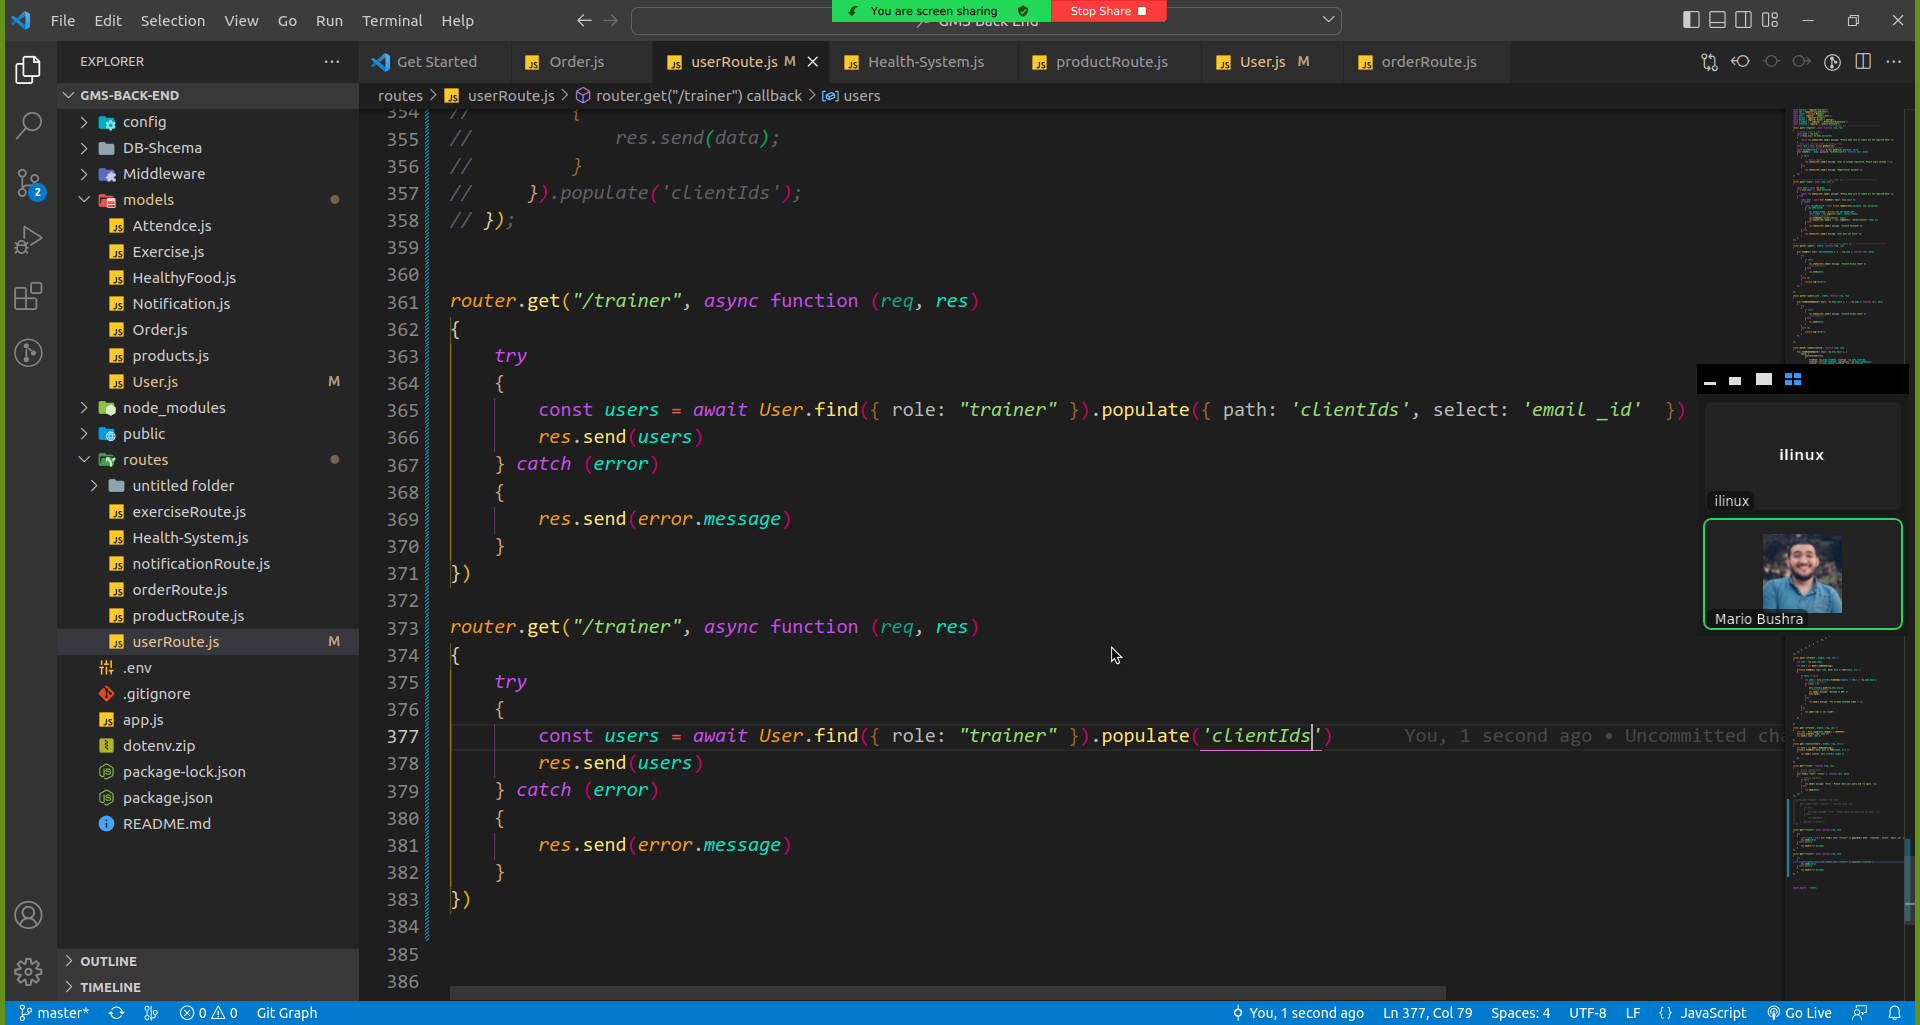 File Edit Selection View Go Run Terminal Help
You are screen sharing
Stop Share
GMS Back End
EXPLORER
Get Started
Order.js
userRoute.js M
Health-System.js
productRoute.js
User.js M
orderRoute.js
routes > userRoute.js > router.get("/trainer") callback > users
GMS-BACK-END
config
DB-Shcema
Middleware
models
Attendce.js
Exercise.js
HealthyFood.js
Notification.js
Order.js
products.js
User.js M
node_modules
public
routes
untitled folder
exerciseRoute.js
Health-System.js
notificationRoute.js
orderRoute.js
productRoute.js
userRoute.js M
.env
.gitignore
app.js
dotenv.zip
package-lock.json
package.json
README.md
OUTLINE
TIMELINE
354 // {
355 // res.send(data);
356 // }
357 // }).populate('clientIds');
358 // });
359
360
361 router.get("/trainer", async function (req, res)
362 {
363 try
364 {
365 const users = await User.find({ role: "trainer" }).populate({ path: 'clientIds', select: 'email _id' })
366 res.send(users)
367 } catch (error)
368 {
369 res.send(error.message)
370 }
371 })
372
373 router.get("/trainer", async function (req, res)
374 {
375 try
376 {
377 const users = await User.find({ role: "trainer" }).populate('clientIds') You, 1 second ago • Uncommitted cha
378 res.send(users)
379 } catch (error)
380 {
381 res.send(error.message)
382 }
383 })
384
385
386
ilinux
ilinux
Mario Bushra
2
master* 0 0 Git Graph
You, 1 second ago Ln 377, Col 79 Spaces: 4 UTF-8 LF {} JavaScript Go Live